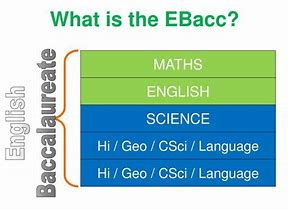 What is the EBacc?
English
Baccalaureate
MATHS
ENGLISH
SCIENCE
Hi / Geo / CSci / Language
Hi / Geo / CSci / Language